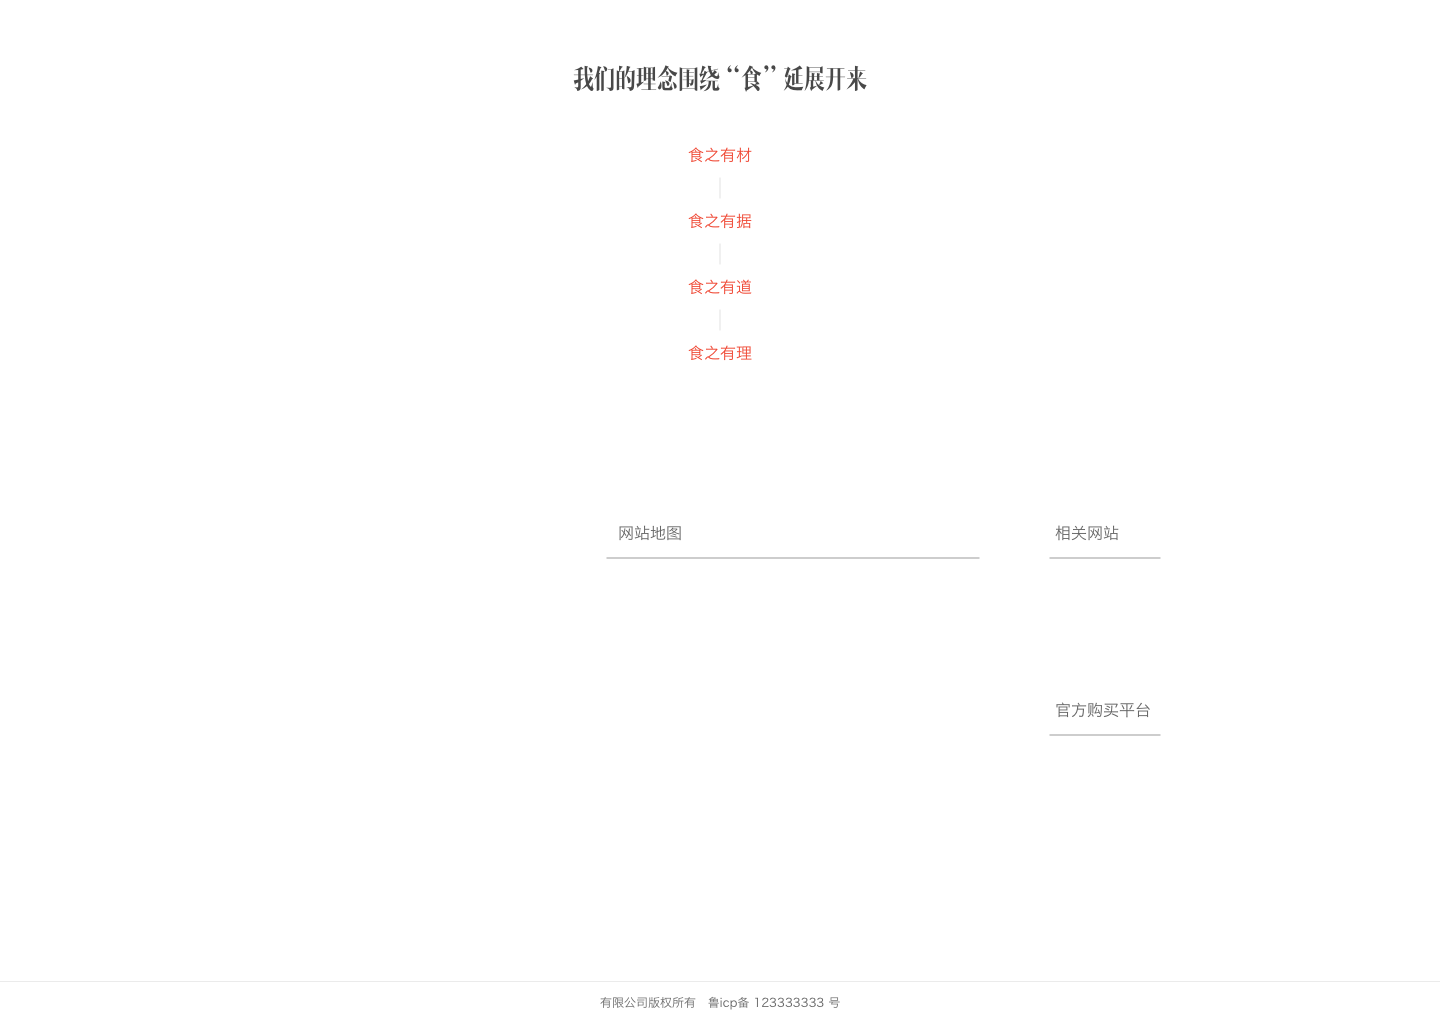 我们的理念围绕“食”延展开来
食之有材
食之有据
食之有道
食之有理
网站地图
相关网站
官方购买平台
有限公司版权所有　鲁icp备 123333333 号